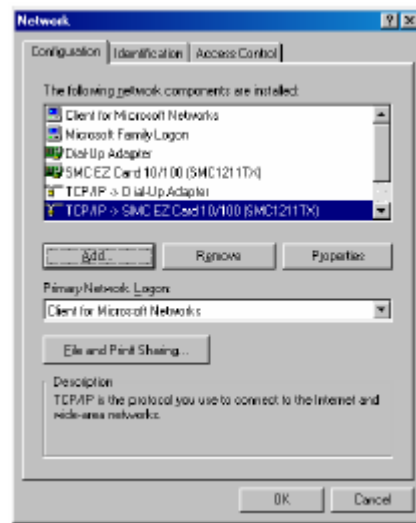 Network
Configuration Identification Access Control
The following network components are installed:
Client for Microsoft Networks
Microsoft Family Logon
Dial-Up Adapter
SMC EZ Card 10/100 (SMC1211TX)
TCP/IP -> Dial-Up Adapter
TCP/IP -> SMC EZ Card 10/100 (SMC1211TX)
Add... Remove Properties
Primary Network Logon:
Client for Microsoft Networks
File and Print Sharing...
Description
TCP/IP is the protocol you use to connect to the Internet and
wide-area networks.
OK Cancel